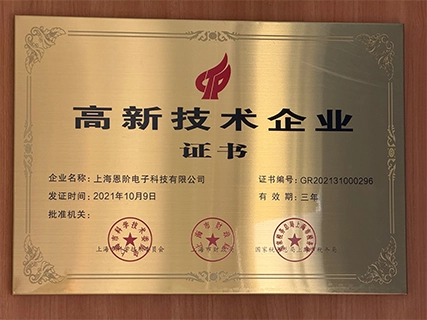 高新技术企业
证书
企业名称：上海恩阶电子科技有限公司 证书编号：GR202131000296
发证时间：2021年10月9日 有 效 期：三年
批准机关：